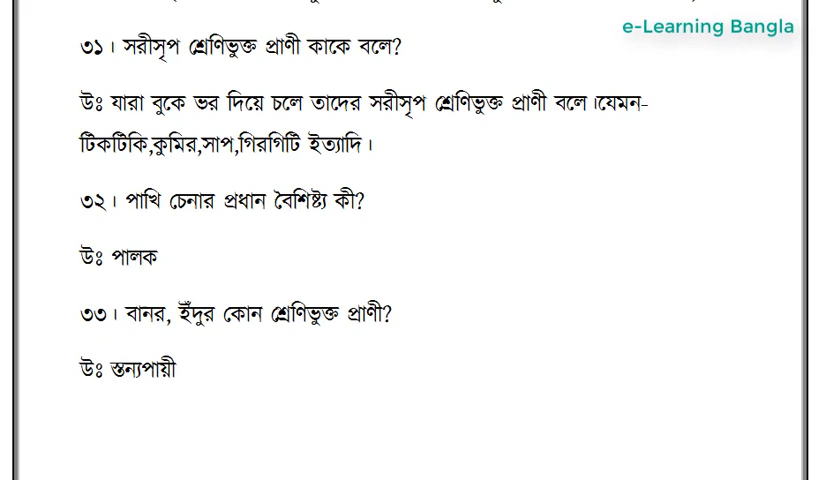 e-Learning Bangla
৩১। সরীসৃপ শ্রেণিভুক্ত প্রাণী কাকে বলে?
উঃ যারা বুকে ভর দিয়ে চলে তাদের সরীসৃপ শ্রেণিভুক্ত প্রাণী বলে।যেমন-
টিকটিকি,কুমির,সাপ,গিরগিটি ইত্যাদি।
৩২। পাখি চেনার প্রধান বৈশিষ্ট্য কী?
উঃ পালক
৩৩। বানর, ইঁদুর কোন শ্রেণিভুক্ত প্রাণী?
উঃ স্তন্যপায়ী